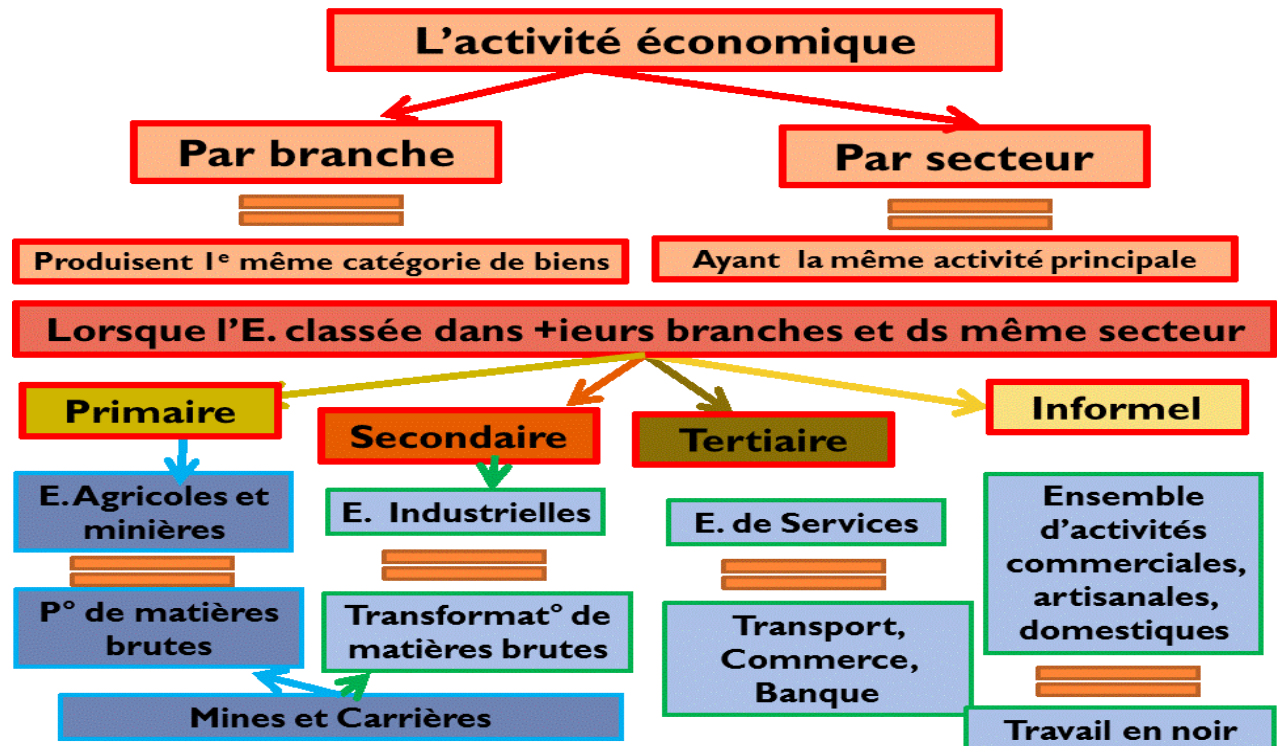 L’activité économique
Par branche
Par secteur
Produisent 1ᵉ même catégorie de biens
Ayant la même activité principale
Lorsque l’E. classée dans +ieurs branches et ds même secteur
Primaire
Secondaire
Tertiaire
Informel
E. Agricoles et
minières
E. Industrielles
E. de Services
Ensemble
d’activités
commerciales,
artisanales,
domestiques
P° de matières
brutes
Transformat° de
matières brutes
Transport,
Commerce,
Banque
Mines et Carrières
Travail en noir